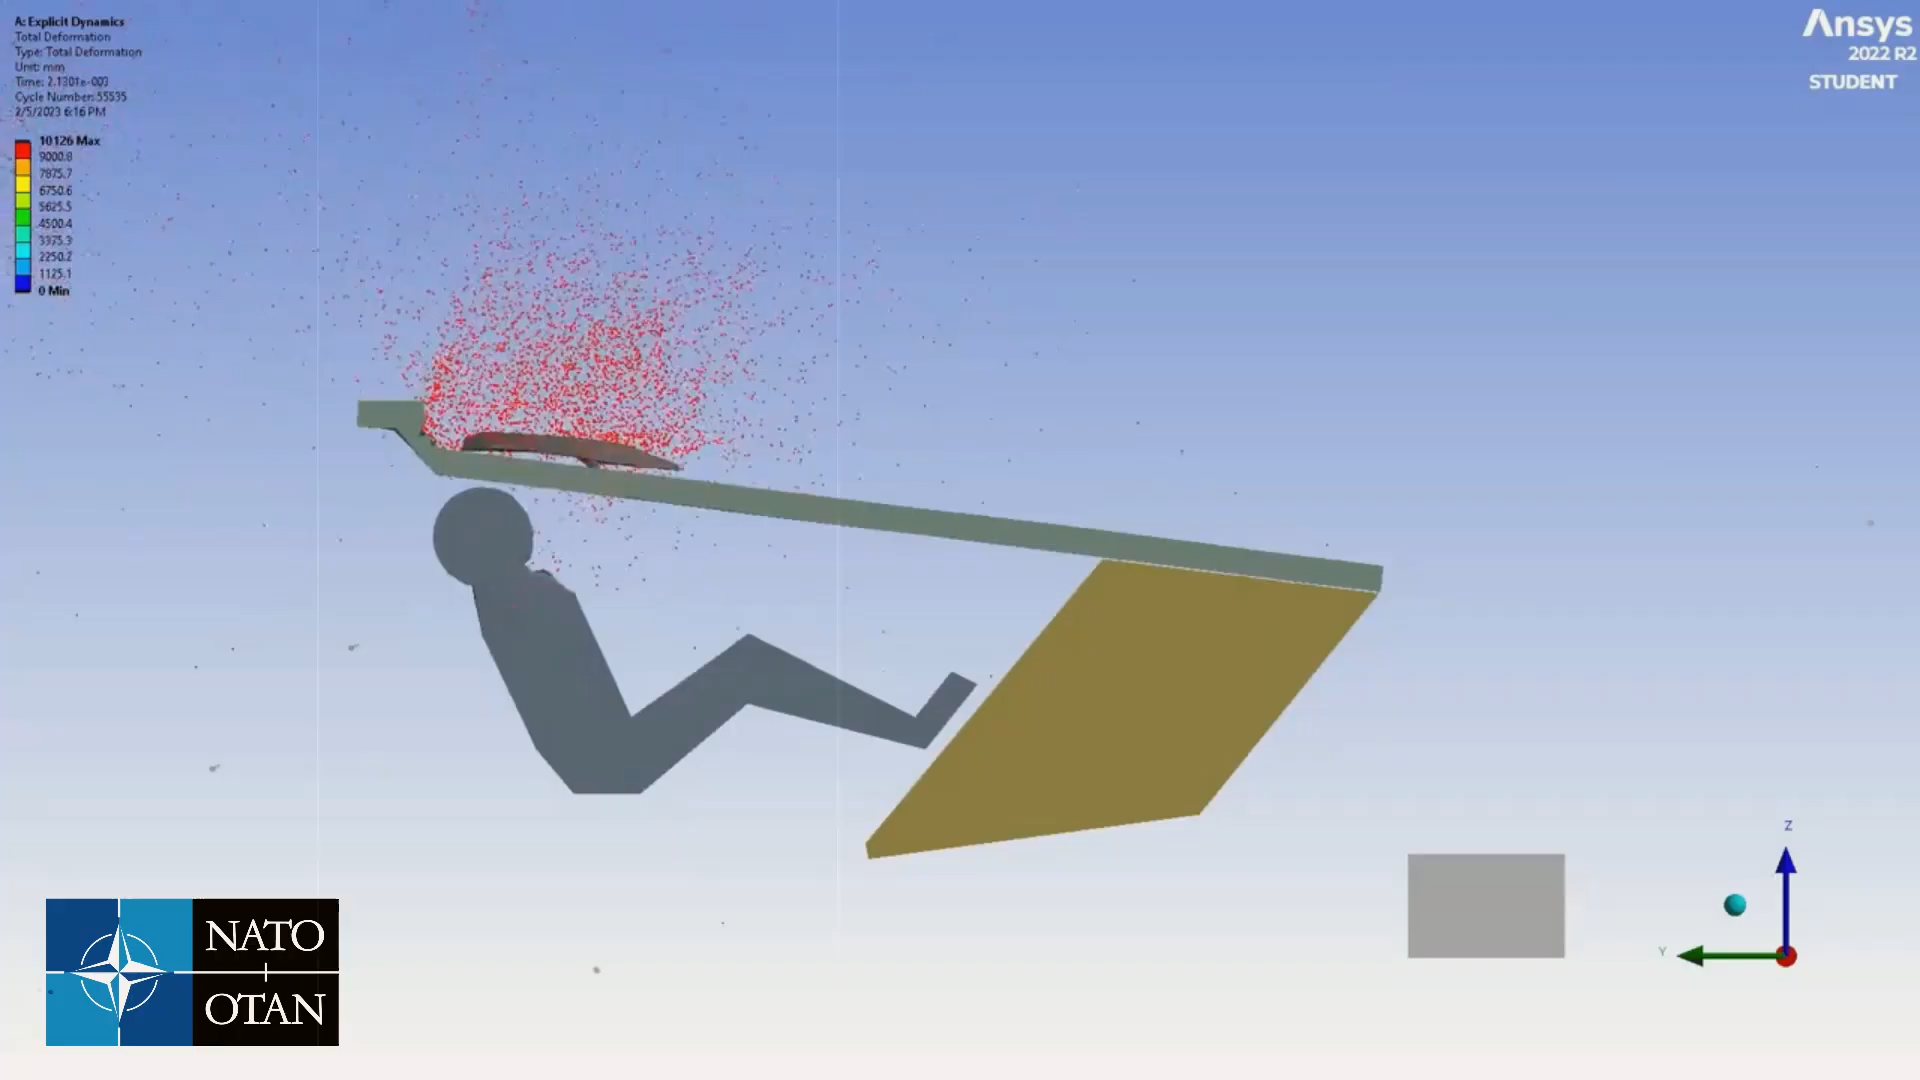 A: Explicit Dynamics
Total Deformation
Type: Total Deformation
Unit: mm
Time: 2.1301e-003
Cycle Number: 55535
2/5/2023 6:16 PM
10126 Max
9000.8
7875.7
6750.6
5625.5
4500.4
3375.3
2250.2
1125.1
0 Min
Ansys
2022 R2
STUDENT
NATO
OTAN
Z
Y